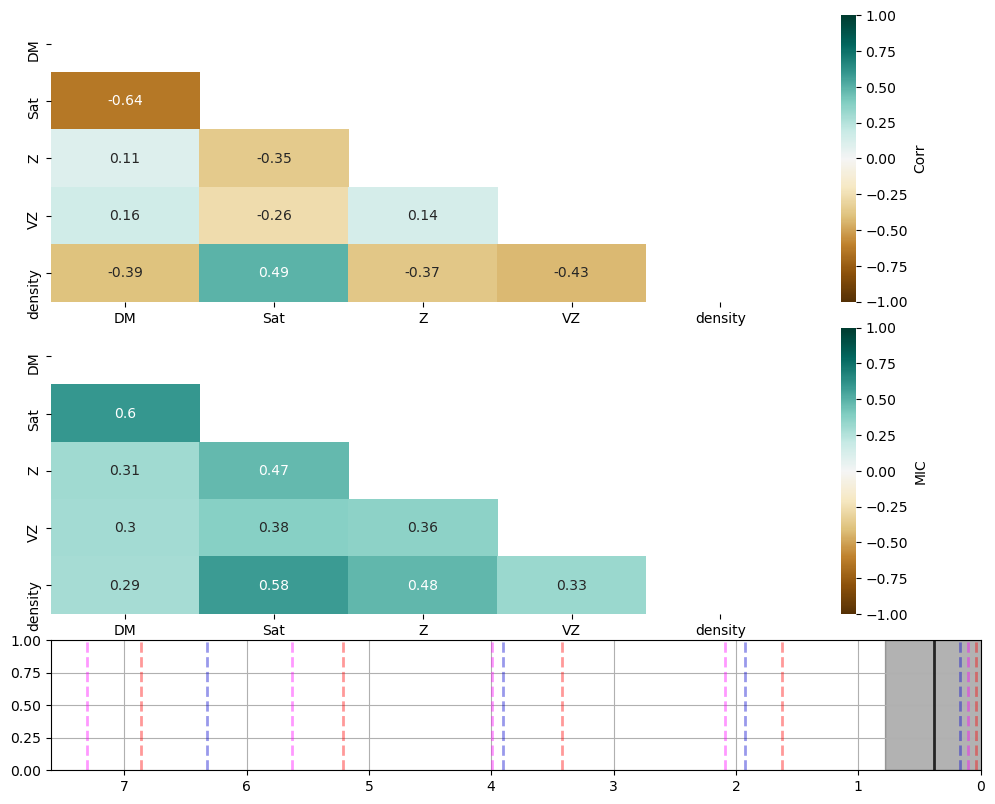 DM
Sat
-0.64
Z
0.11 -0.35
VZ
0.16 -0.26 0.14
density
-0.39 0.49 -0.37 -0.43
DM Sat Z VZ density
1.00
0.75
0.50
0.25
0.00
−0.25
−0.50
−0.75
−1.00
Corr
DM
Sat
0.6
Z
0.31 0.47
VZ
0.3 0.38 0.36
density
0.29 0.58 0.48 0.33
DM Sat Z VZ density
1.00
0.75
0.50
0.25
0.00
−0.25
−0.50
−0.75
−1.00
MIC
1.00
0.75
0.50
0.25
0.00
7 6 5 4 3 2 1 0